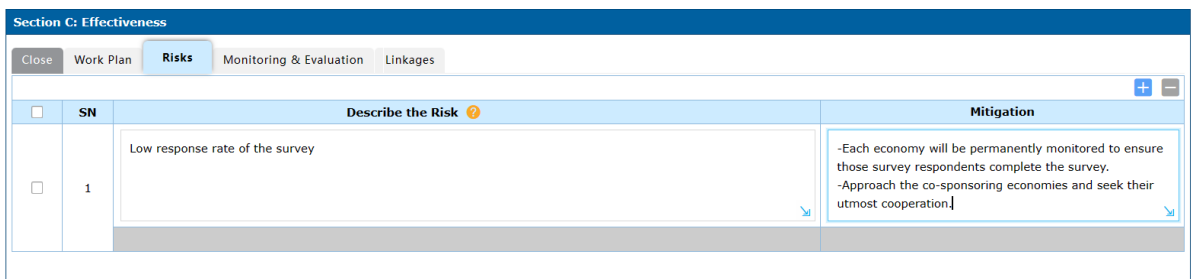 Section C: Effectiveness
Close Work Plan Risks Monitoring & Evaluation Linkages
SN Describe the Risk ? Mitigation
1 Low response rate of the survey
-Each economy will be permanently monitored to ensure
those survey respondents complete the survey.
-Approach the co-sponsoring economies and seek their
utmost cooperation.